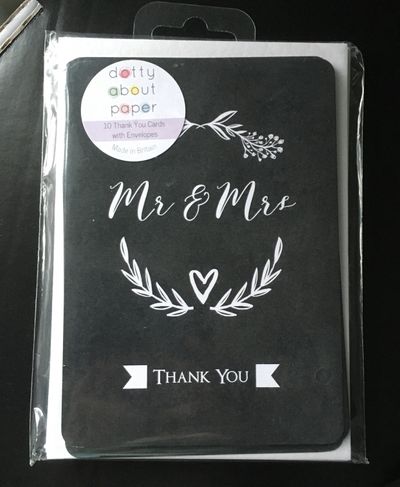 dotty
about
paper
10 Thank You Cards
with Envelopes
Made in Britain
Mr & Mrs
THANK YOU